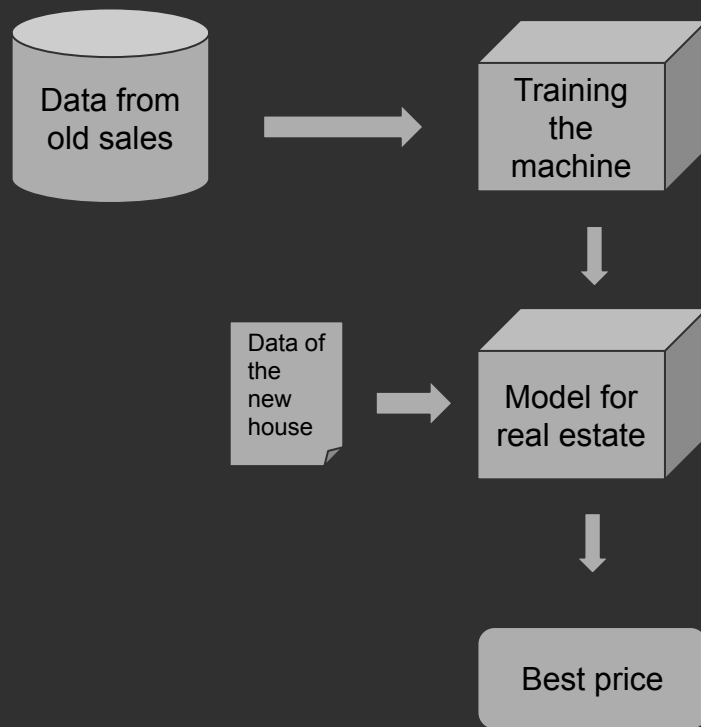 Data from
old sales
Training
the
machine
Data of
the
new
house
Model for
real estate
Best price